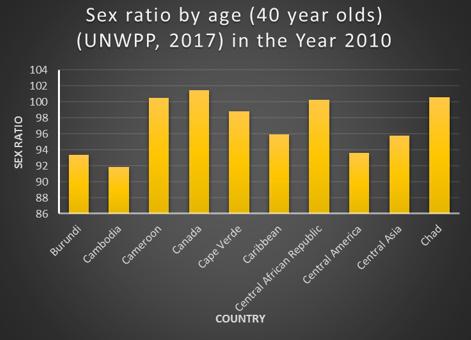 Sex ratio by age (40 year olds)
(UNWPP, 2017) in the Year 2010
104
102
100
98
96
94
92
90
88
86
SEX RATIO
Burundi
Cambodia
Cameroon
Canada
Cape Verde
Caribbean
Central African Republic
Central America
Central Asia
Chad
COUNTRY